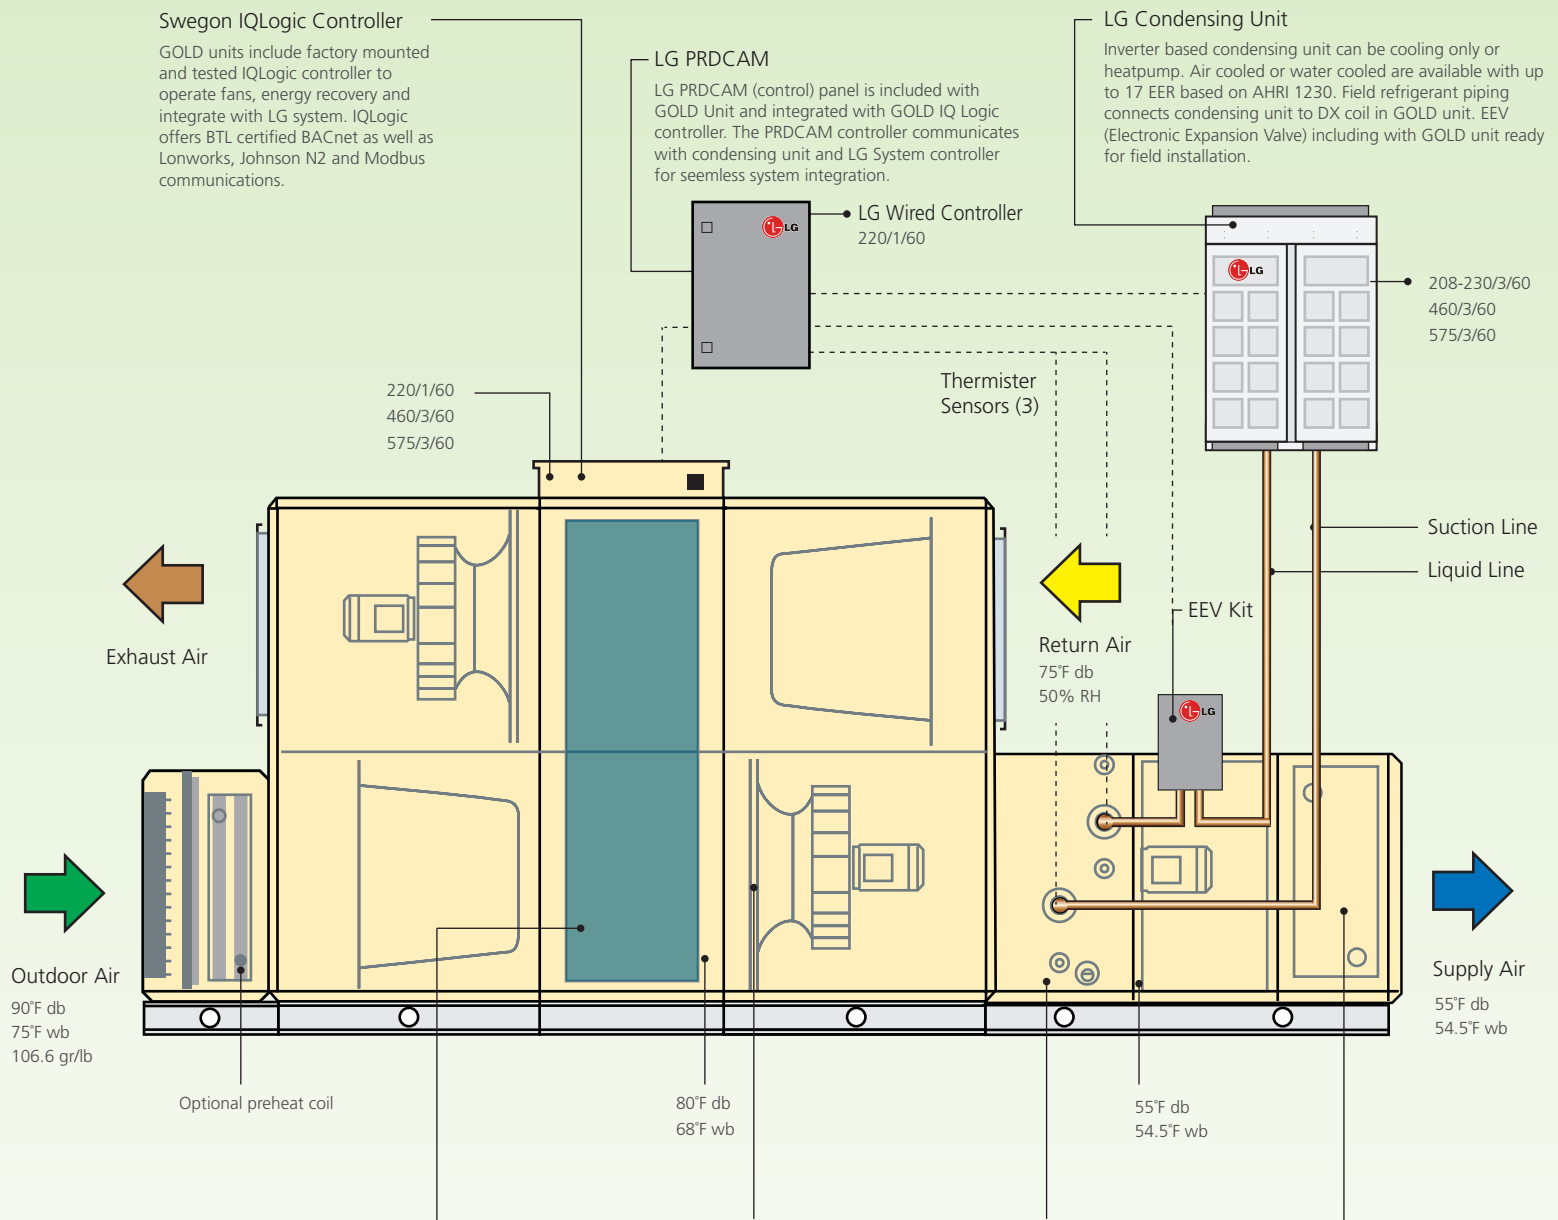 Swegon IQLogic Controller
GOLD units include factory mounted
and tested IQLogic controller to
operate fans, energy recovery and
integrate with LG system. IQLogic
offers BTL certified BACnet as well as
Lonworks, Johnson N2 and Modbus
communications.
LG PRDCAM
LG PRDCAM (control) panel is included with
GOLD Unit and integrated with GOLD IQ Logic
controller. The PRDCAM controller communicates
with condensing unit and LG System controller
for seemless system integration.
LG Condensing Unit
Inverter based condensing unit can be cooling only or
heatpump. Air cooled or water cooled are available with up
to 17 EER based on AHRI 1230. Field refrigerant piping
connects condensing unit to DX coil in GOLD unit. EEV
(Electronic Expansion Valve) including with GOLD unit ready
for field installation.
LG
LG Wired Controller
220/1/60
LG
208-230/3/60
460/3/60
575/3/60
220/1/60
460/3/60
575/3/60
Thermister
Sensors (3)
Suction Line
Liquid Line
EEV Kit
LG
Exhaust Air
Return Air
75°F db
50% RH
Outdoor Air
90°F db
75°F wb
106.6 gr/lb
Supply Air
55°F db
54.5°F wb
Optional preheat coil
80°F db
68°F wb
55°F db
54.5°F wb